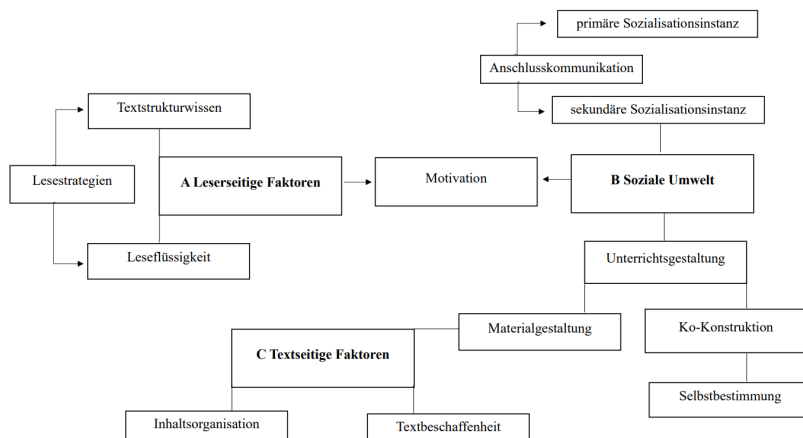 primäre Sozialisationsinstanz
Anschlusskommunikation
sekundäre Sozialisationsinstanz
Textstrukturwissen
Lesestrategien
A Leserseitige Faktoren
Motivation
B Soziale Umwelt
Leseflüssigkeit
Unterrichtsgestaltung
Materialgestaltung
Ko-Konstruktion
C Textseitige Faktoren
Selbstbestimmung
Inhaltsorganisation
Textbeschaffenheit